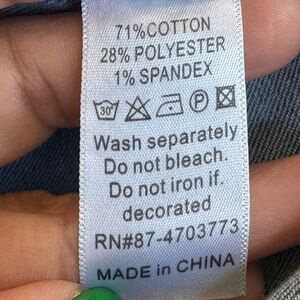 71%COTTON
28% POLYESTER
1% SPANDEX
30° P
Wash separately
Do not bleach.
Do not iron if.
decorated
RN#87-4703773
MADE in CHINA